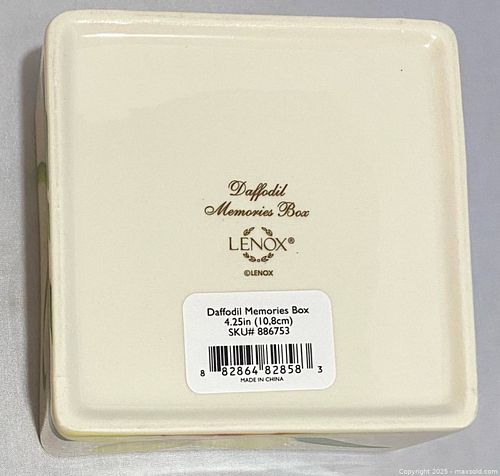 Daffodil
Memories Box
LENOX®
©LENOX
Daffodil Memories Box
4.25in (10,8cm)
SKU# 886753
8 82864 82858 3
MADE IN CHINA
Copyright 2025 - maxsold.com